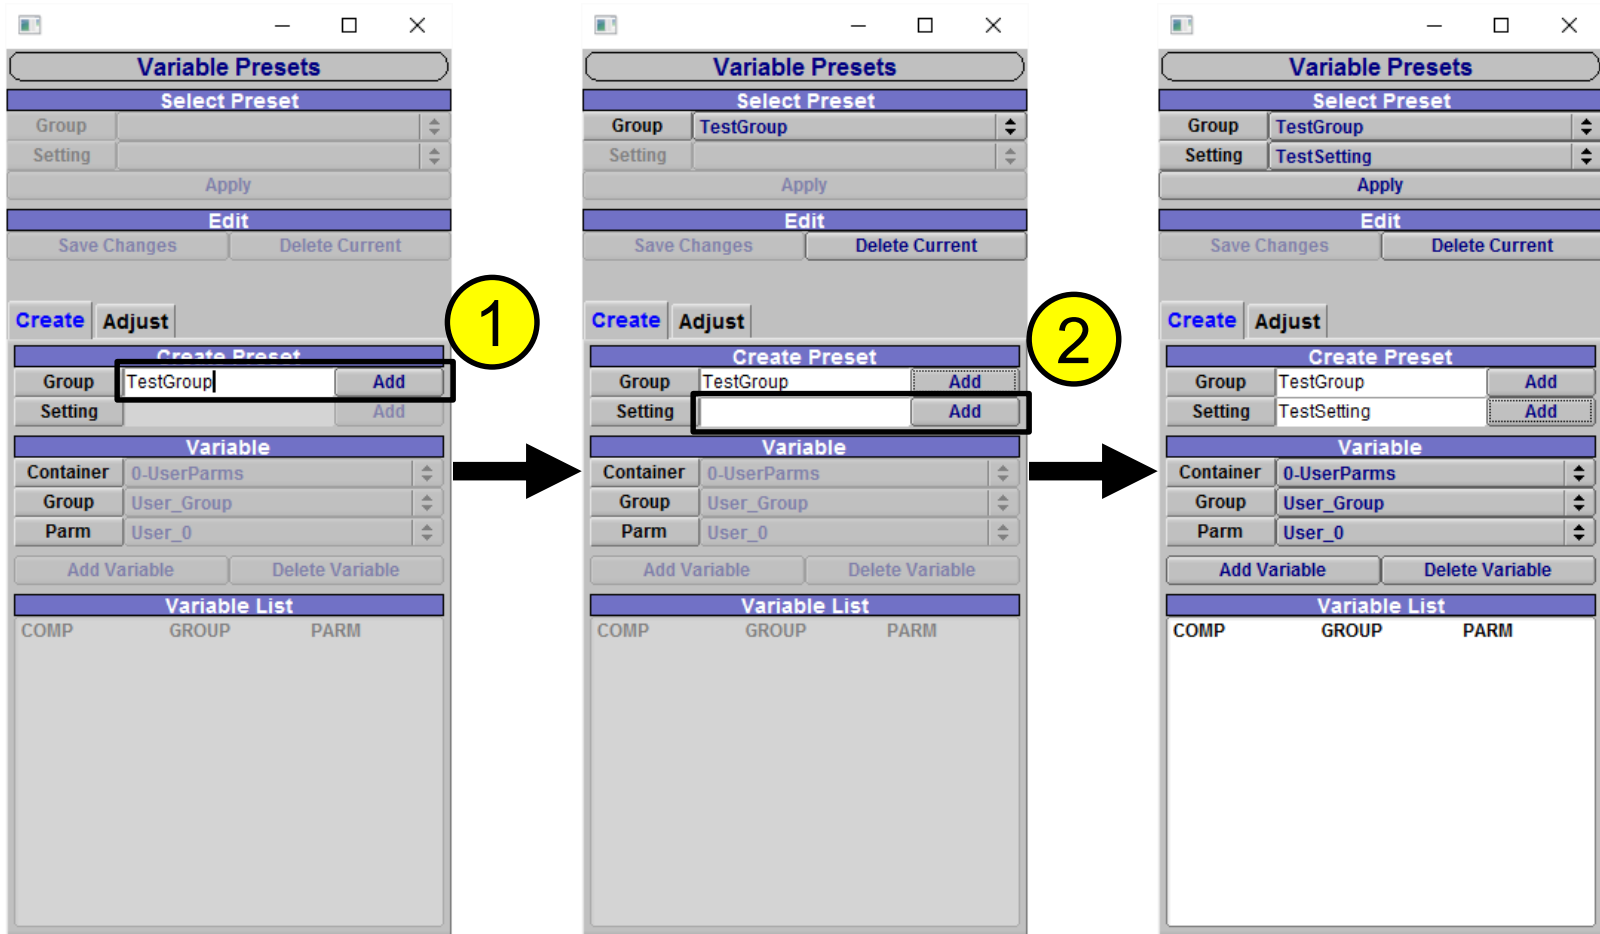 Variable Presets
Select Preset
Group
Setting
Apply
Edit
Save Changes Delete Current
Create Adjust
Create Preset
Group TestGroup Add
Setting Add
Variable
Container 0-UserParms
Group User_Group
Parm User_0
Add Variable Delete Variable
Variable List
COMP GROUP PARM
1
Variable Presets
Select Preset
Group TestGroup
Setting
Apply
Edit
Save Changes Delete Current
Create Adjust
Create Preset
Group TestGroup Add
Setting Add
Variable
Container 0-UserParms
Group User_Group
Parm User_0
Add Variable Delete Variable
Variable List
COMP GROUP PARM
2
Variable Presets
Select Preset
Group TestGroup
Setting TestSetting
Apply
Edit
Save Changes Delete Current
Create Adjust
Create Preset
Group TestGroup Add
Setting TestSetting Add
Variable
Container 0-UserParms
Group User_Group
Parm User_0
Add Variable Delete Variable
Variable List
COMP GROUP PARM